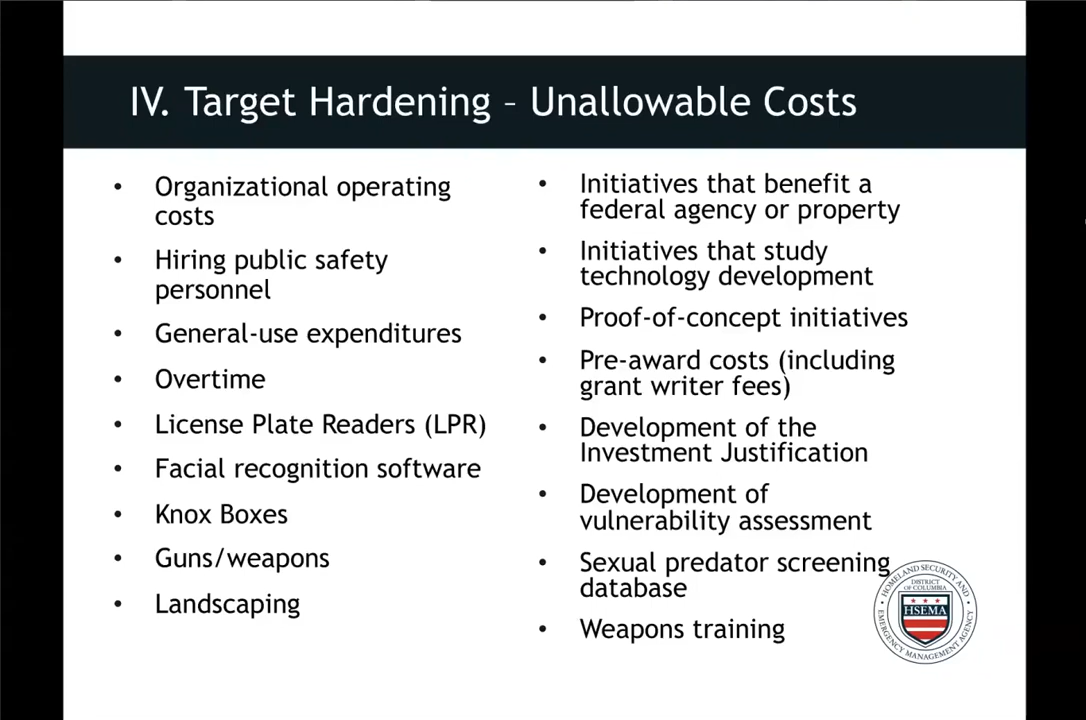 IV. Target Hardening – Unallowable Costs
• Organizational operating
costs
• Hiring public safety
personnel
• General-use expenditures
• Overtime
• License Plate Readers (LPR)
• Facial recognition software
• Knox Boxes
• Guns/weapons
• Landscaping
• Initiatives that benefit a
federal agency or property
• Initiatives that study
technology development
• Proof-of-concept initiatives
• Pre-award costs (including
grant writer fees)
• Development of the
Investment Justification
• Development of
vulnerability assessment
• Sexual predator screening
database
• Weapons training
HOMELAND SECURITY AND
EMERGENCY MANAGEMENT AGENCY
DISTRICT
OF COLUMBIA
HSEMA